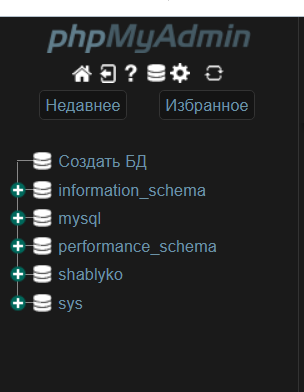 phpMyAdmin
?
Недавнее Избранное
Создать БД
information_schema
mysql
performance_schema
shablyko
sys